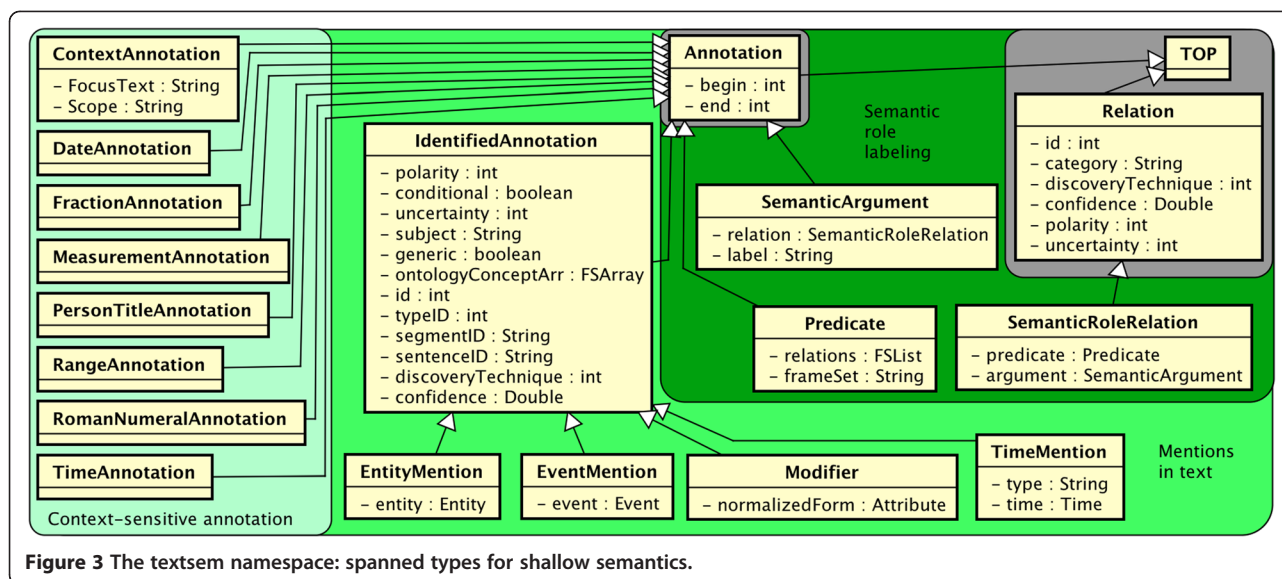 ContextAnnotation
– FocusText : String
– Scope : String
DateAnnotation
FractionAnnotation
MeasurementAnnotation
PersonTitleAnnotation
RangeAnnotation
RomanNumeralAnnotation
TimeAnnotation
Context-sensitive annotation
IdentifiedAnnotation
– polarity : int
– conditional : boolean
– uncertainty : int
– subject : String
– generic : boolean
– ontologyConceptArr : FSArray
– id : int
– typeID : int
– segmentID : String
– sentenceID : String
– discoveryTechnique : int
– confidence : Double
EntityMention
– entity : Entity
EventMention
– event : Event
Modifier
– normalizedForm : Attribute
TimeMention
– type : String
– time : Time
Mentions
in text
Annotation
– begin : int
– end : int
Semantic
role
labeling
SemanticArgument
– relation : SemanticRoleRelation
– label : String
Predicate
– relations : FSList
– frameSet : String
TOP
Relation
– id : int
– category : String
– discoveryTechnique : int
– confidence : Double
– polarity : int
– uncertainty : int
SemanticRoleRelation
– predicate : Predicate
– argument : SemanticArgument
Figure 3 The textsem namespace: spanned types for shallow semantics.